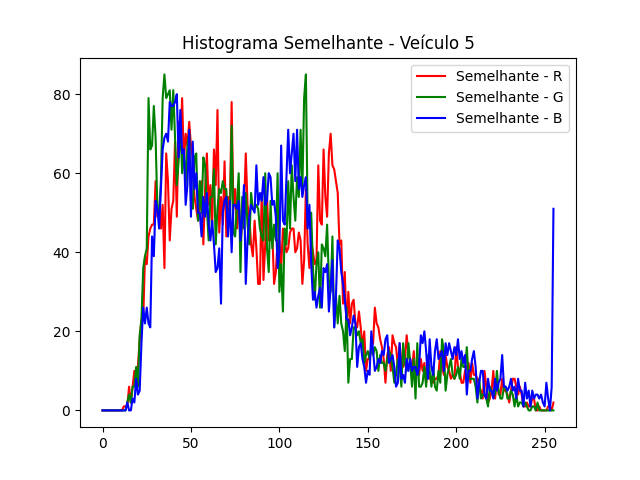 Histograma Semelhante - Veículo 5
Semelhante - R
Semelhante - G
Semelhante - B
80
60
40
20
0
0 50 100 150 200 250